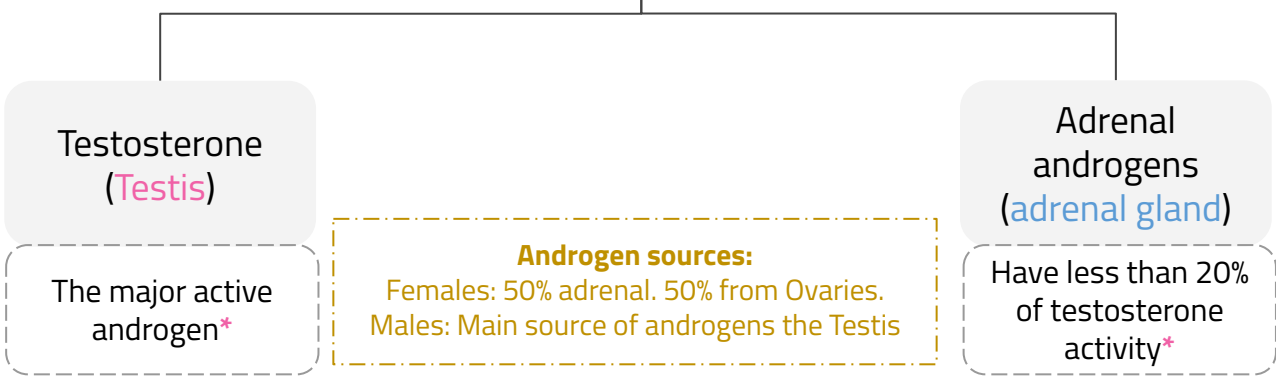 Testosterone
(Testis)
The major active
androgen*
Androgen sources:
Females: 50% adrenal. 50% from Ovaries.
Males: Main source of androgens the Testis
Adrenal
androgens
(adrenal gland)
Have less than 20%
of testosterone
activity*